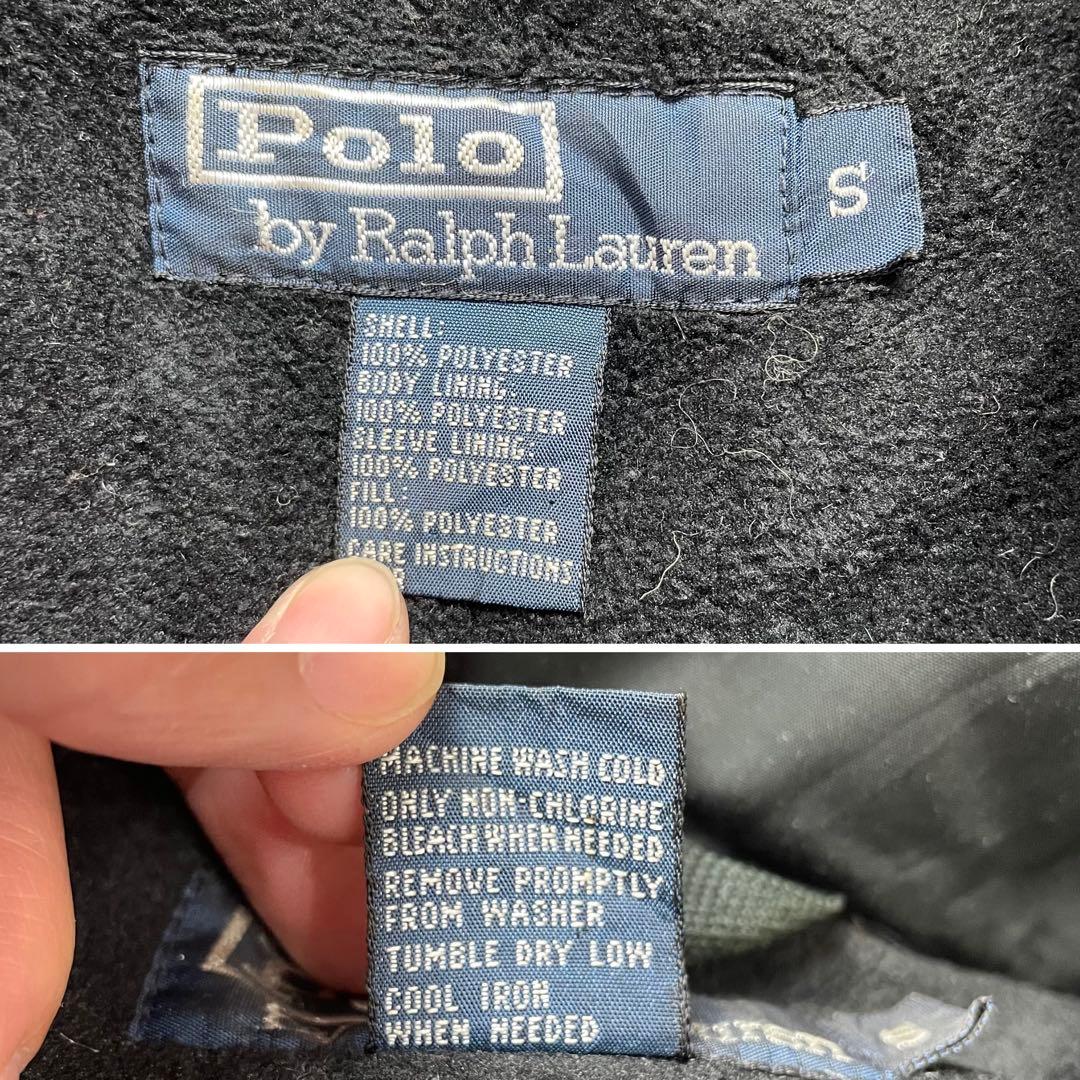 Polo
by Ralph Lauren
S
SHELL:
100% POLYESTER
BODY LINING:
100% POLYESTER
SLEEVE LINING:
100% POLYESTER
FILL:
100% POLYESTER
CARE INSTRUCTIONS
MACHINE WASH COLD
ONLY NON-CHLORINE
BLEACH WHEN NEEDED
REMOVE PROMPTLY
FROM WASHER
TUMBLE DRY LOW
COOL IRON
WHEN NEEDED
S